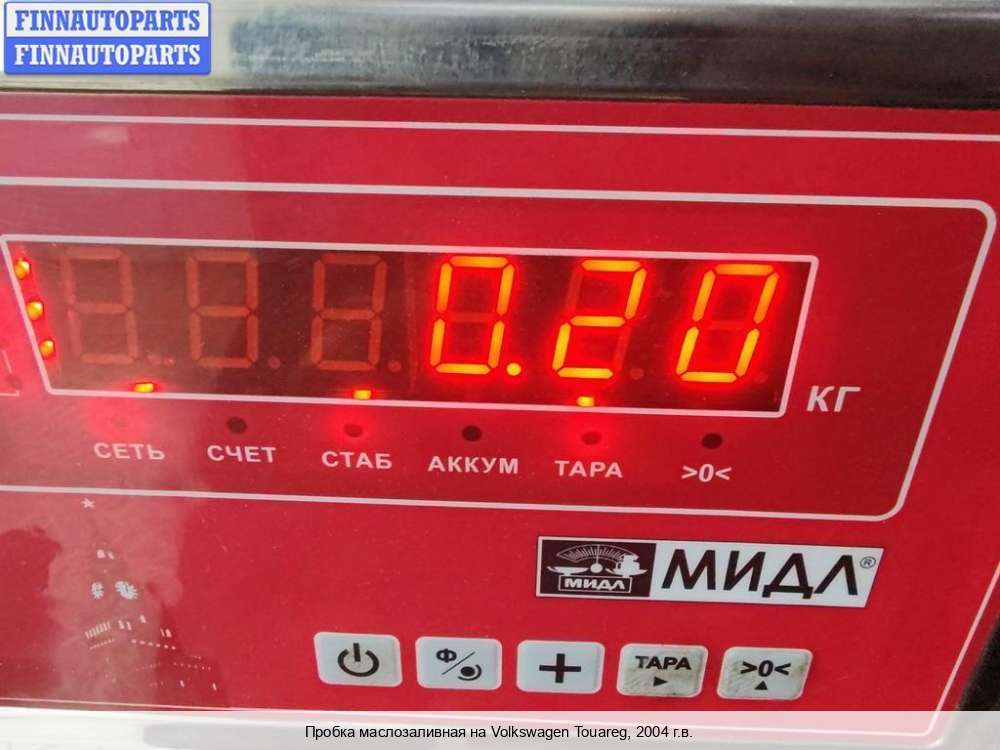 FINNAUTOPARTS
FINNAUTOPARTS
0.20
КГ
СЕТЬ СЧЕТ СТАБ АККУМ ТАРА >0<
МИДЛ МИДЛ®
Ф ТАРА >0<
Пробка маслозаливная на Volkswagen Touareg, 2004 г.в.